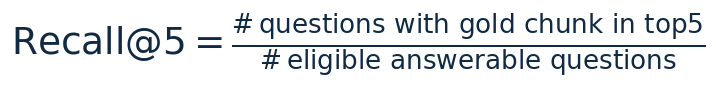 Recall@5 = # questions with gold chunk in top5
# eligible answerable questions